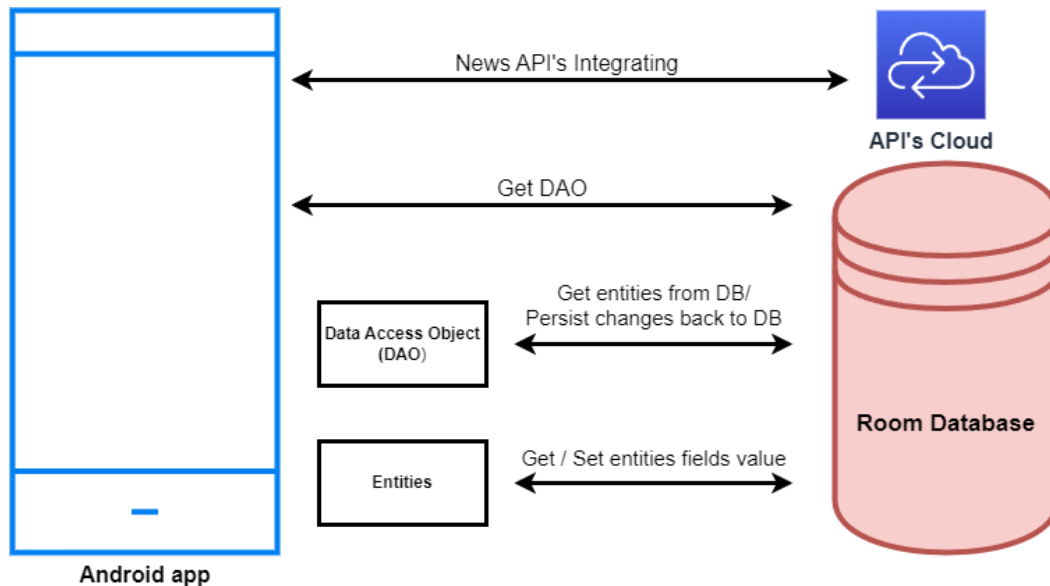 News API's Integrating
API's Cloud
Get DAO
Get entities from DB/
Persist changes back to DB
Data Access Object
(DAO)
Room Database
Get / Set entities fields value
Entities
Android app